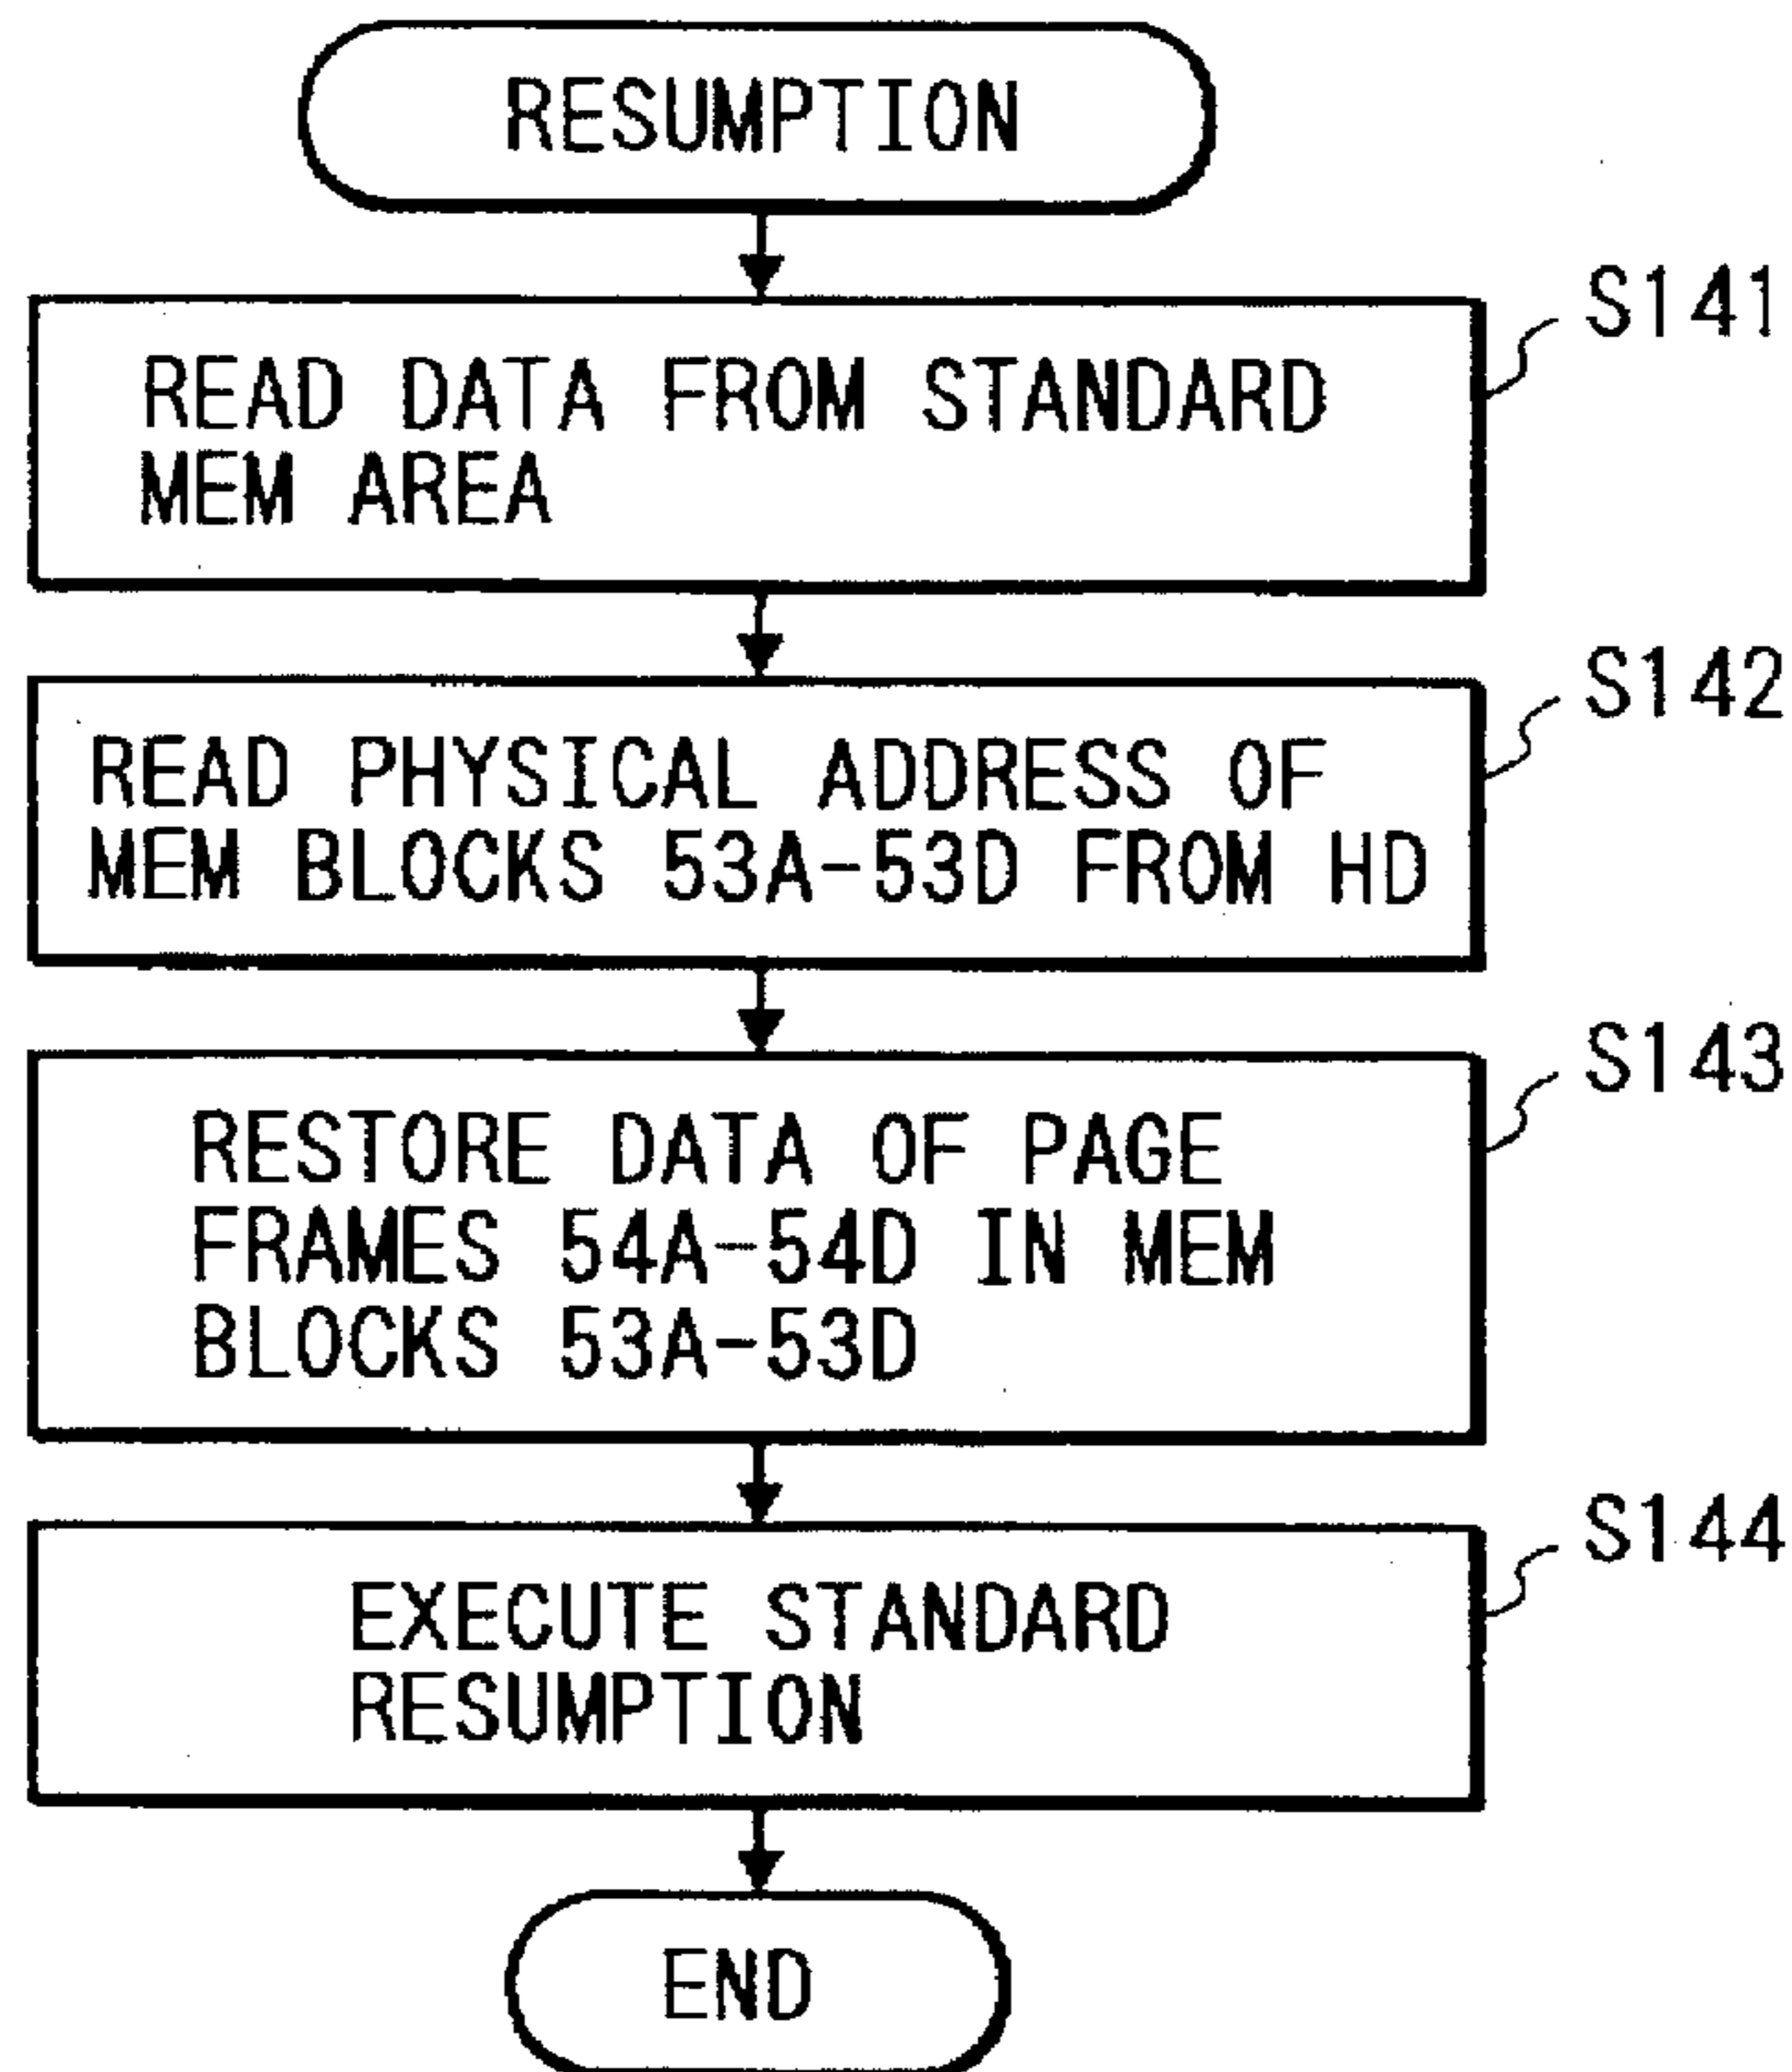 RESUMPTION
S141
READ DATA FROM STANDARD
MEM AREA
S142
READ PHYSICAL ADDRESS OF
MEM BLOCKS 53A-53D FROM HD
S143
RESTORE DATA OF PAGE
FRAMES 54A-54D IN MEM
BLOCKS 53A-53D
S144
EXECUTE STANDARD
RESUMPTION
END